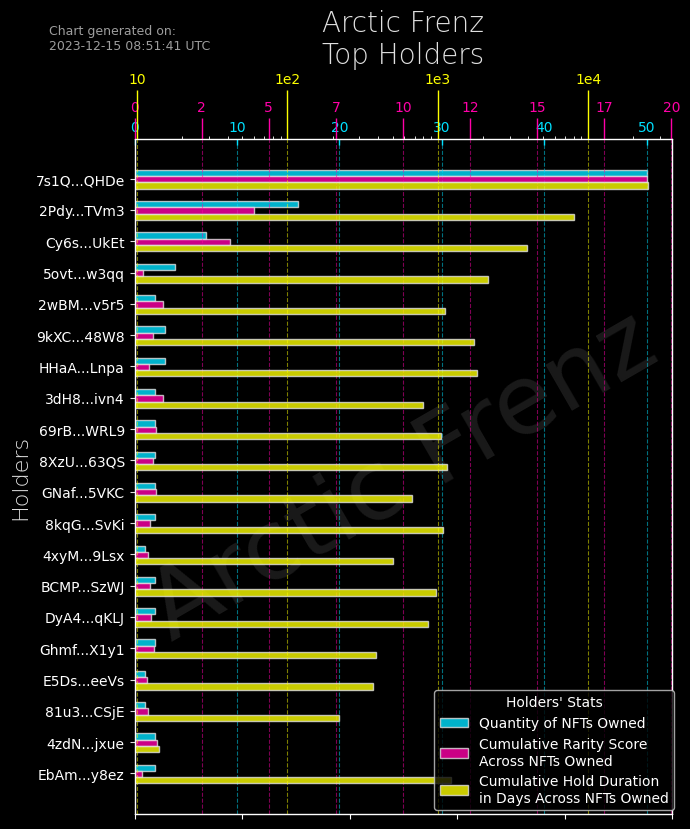 Arctic Frenz
Top Holders
Chart generated on:
2023-12-15 08:51:41 UTC
10 1e2 1e3 1e4
0 2 5 7 10 12 15 17 20
0 10 20 30 40 50
Holders
7s1Q...QHDe
2Pdy...TVm3
Cy6s...UkEt
5ovt...w3qq
2wBM...v5r5
9kXC...48W8
HHaA...Lnpa
3dH8...ivn4
69rB...WRL9
8XzU...63QS
GNaf...5VKC
8kqG...SvKi
4xyM...9Lsx
BCMP...SzWJ
DyA4...qKLJ
Ghmf...X1y1
E5Ds...eeVs
81u3...CSjE
4zdN...jxue
EbAm...y8ez
Arctic Frenz
Holders' Stats
Quantity of NFTs Owned
Cumulative Rarity Score
Across NFTs Owned
Cumulative Hold Duration
in Days Across NFTs Owned